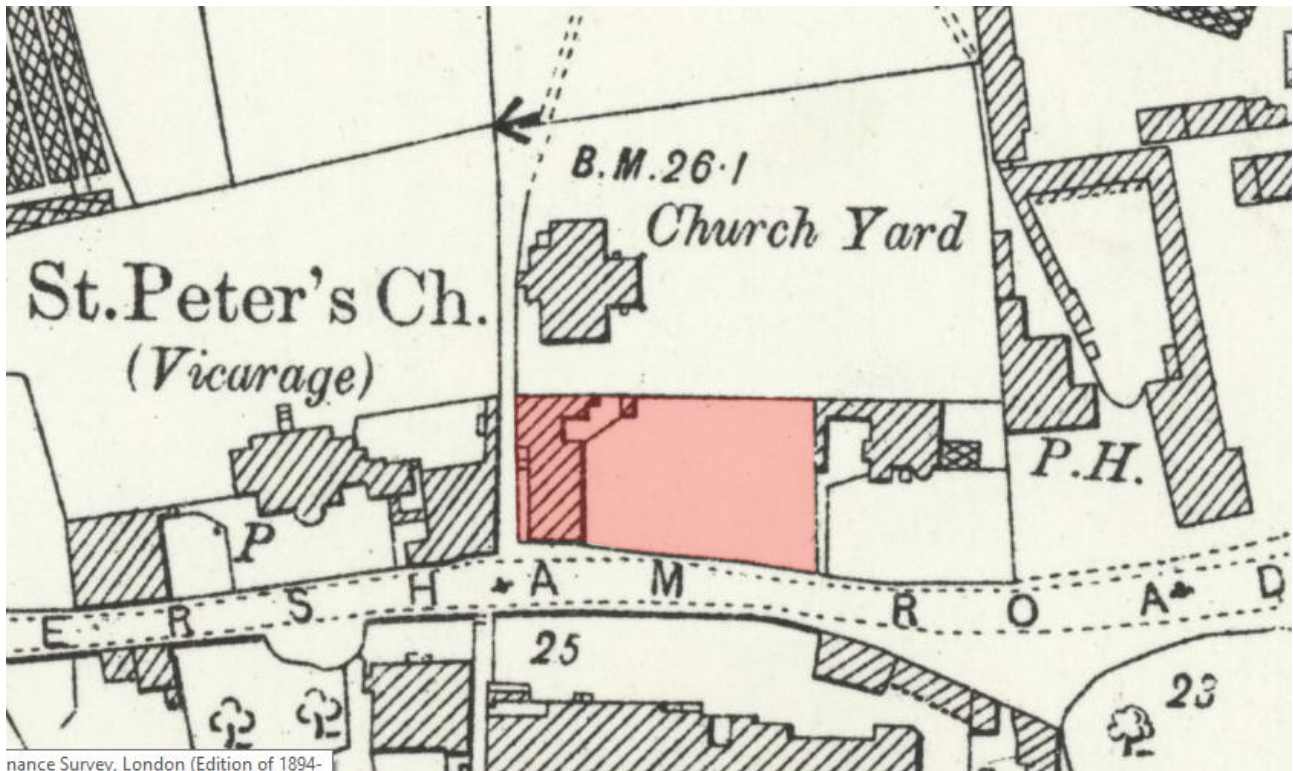 B.M.26·1
Church Yard
St.Peter's Ch.
(Vicarage)
P.H.
P
ERSHAM ROAD
25
23
nance Survey, London (Edition of 1894-